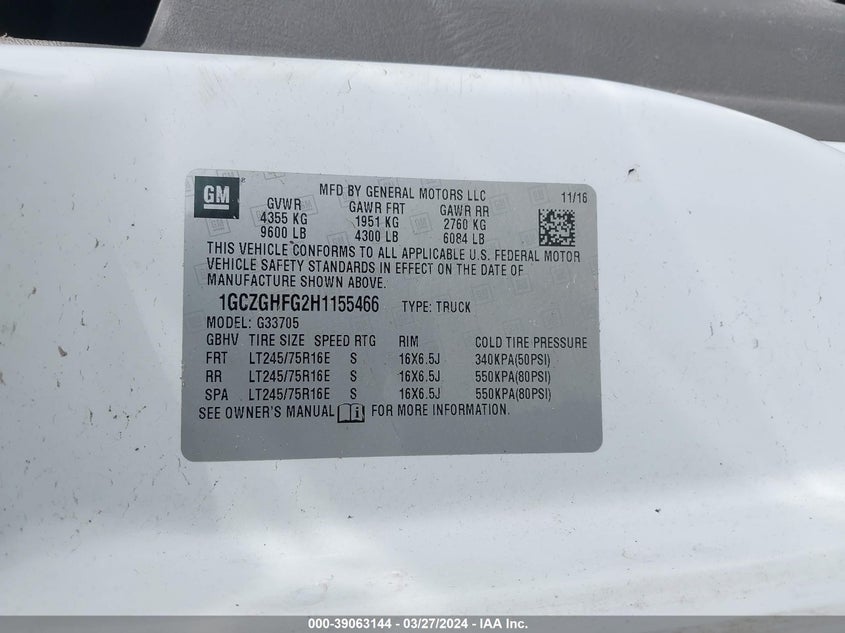 GM
MFD BY GENERAL MOTORS LLC 11/16
GVWR GAWR FRT GAWR RR
4355 KG 1951 KG 2760 KG
9600 LB 4300 LB 6084 LB
THIS VEHICLE CONFORMS TO ALL APPLICABLE U.S. FEDERAL MOTOR
VEHICLE SAFETY STANDARDS IN EFFECT ON THE DATE OF
MANUFACTURE SHOWN ABOVE.
1GCZGHFG2H1155466 TYPE: TRUCK
MODEL: G33705
GBHV TIRE SIZE SPEED RTG RIM COLD TIRE PRESSURE
FRT LT245/75R16E S 16X6.5J 340KPA(50PSI)
RR LT245/75R16E S 16X6.5J 550KPA(80PSI)
SPA LT245/75R16E S 16X6.5J 550KPA(80PSI)
SEE OWNER'S MANUAL FOR MORE INFORMATION.
000-39063144 - 03/27/2024 - IAA Inc.